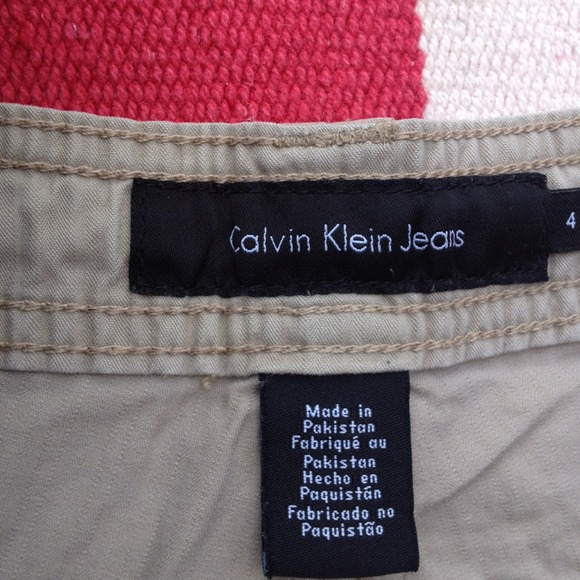 Calvin Klein Jeans
4
Made in
Pakistan
Fabriqué au
Pakistan
Hecho en
Paquistán
Fabricado no
Paquistão